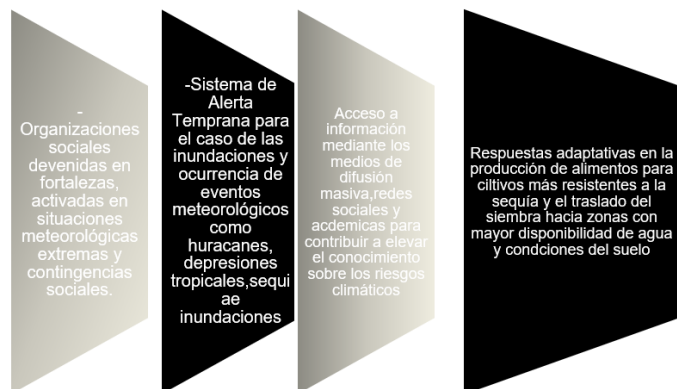 -
Organizaciones
sociales
devenidas en
fortalezas,
activadas en
situaciones
meteorológicas
extremas y
contingencias
sociales.
-Sistema de
Alerta
Temprana para
el caso de las
inundaciones y
ocurrencia de
eventos
meteorológicos
como
huracanes,
depresiones
tropicales,sequi
ae
inundaciones
Acceso a
información
mediante los
medios de
difusión
masiva,redes
sociales y
acdemicas para
contribuir a elevar
el conocimiento
sobre los riesgos
climáticos
Respuestas adaptativas en la
producción de alimentos para
ciltivos más resistentes a la
sequía y el traslado del
siembra hacia zonas con
mayor disponibilidad de agua
y condciones del suelo